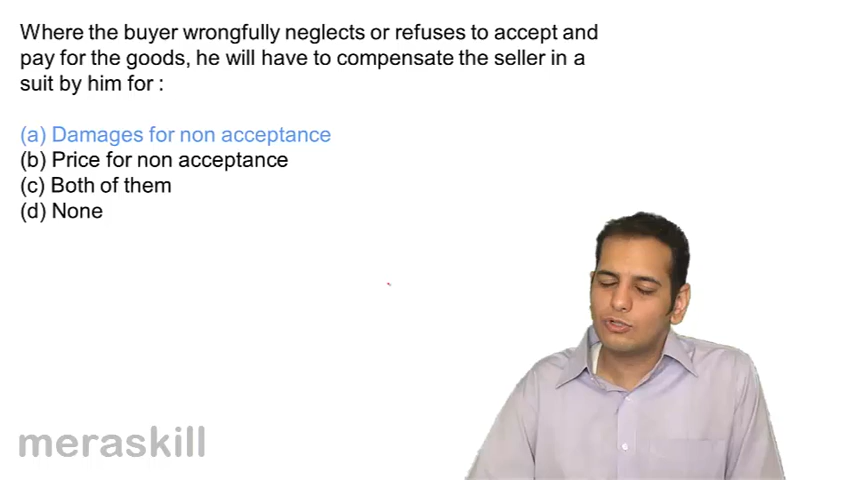 Where the buyer wrongfully neglects or refuses to accept and
pay for the goods, he will have to compensate the seller in a
suit by him for :
(a) Damages for non acceptance
(b) Price for non acceptance
(c) Both of them
(d) None
meraskill